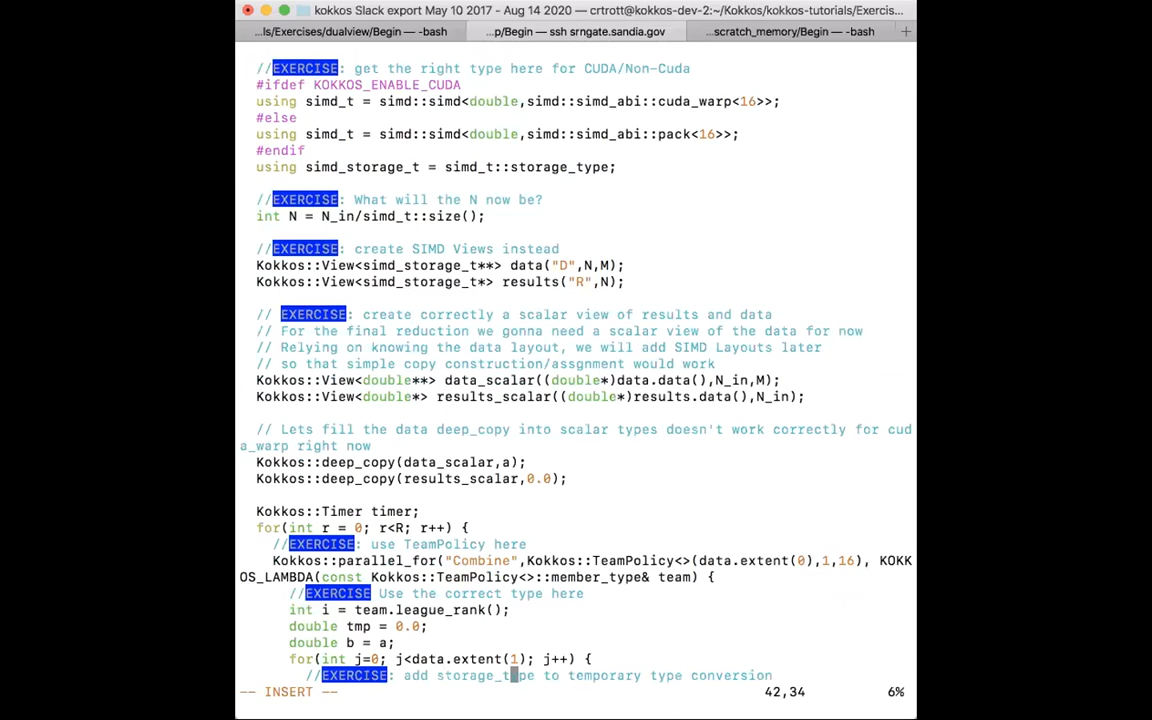 kokkos Slack export May 10 2017 - Aug 14 2020 — crtrott@kokkos-dev-2:~/Kokkos/kokkos-tutorials/Exercis...
...ls/Exercises/dualview/Begin — -bash
...p/Begin — ssh srngate.sandia.gov
...scratch_memory/Begin — -bash
+
//EXERCISE: get the right type here for CUDA/Non-Cuda
#ifdef KOKKOS_ENABLE_CUDA
using simd_t = simd::simd<double,simd::simd_abi::cuda_warp<16>>;
#else
using simd_t = simd::simd<double,simd::simd_abi::pack<16>>;
#endif
using simd_storage_t = simd_t::storage_type;
//EXERCISE: What will the N now be?
int N = N_in/simd_t::size();
//EXERCISE: create SIMD Views instead
Kokkos::View<simd_storage_t**> data("D",N,M);
Kokkos::View<simd_storage_t*> results("R",N);
// EXERCISE: create correctly a scalar view of results and data
// For the final reduction we gonna need a scalar view of the data for now
// Relying on knowing the data layout, we will add SIMD Layouts later
// so that simple copy construction/assgnment would work
Kokkos::View<double**> data_scalar((double*)data.data(),N_in,M);
Kokkos::View<double*> results_scalar((double*)results.data(),N_in);
// Lets fill the data deep_copy into scalar types doesn't work correctly for cud
a_warp right now
Kokkos::deep_copy(data_scalar,a);
Kokkos::deep_copy(results_scalar,0.0);
Kokkos::Timer timer;
for(int r = 0; r<R; r++) {
//EXERCISE: use TeamPolicy here
Kokkos::parallel_for("Combine",Kokkos::TeamPolicy<>(data.extent(0),1,16), KOKK
OS_LAMBDA(const Kokkos::TeamPolicy<>::member_type& team) {
//EXERCISE Use the correct type here
int i = team.league_rank();
double tmp = 0.0;
double b = a;
for(int j=0; j<data.extent(1); j++) {
//EXERCISE: add storage_type to temporary type conversion
-- INSERT --
42,34
6%